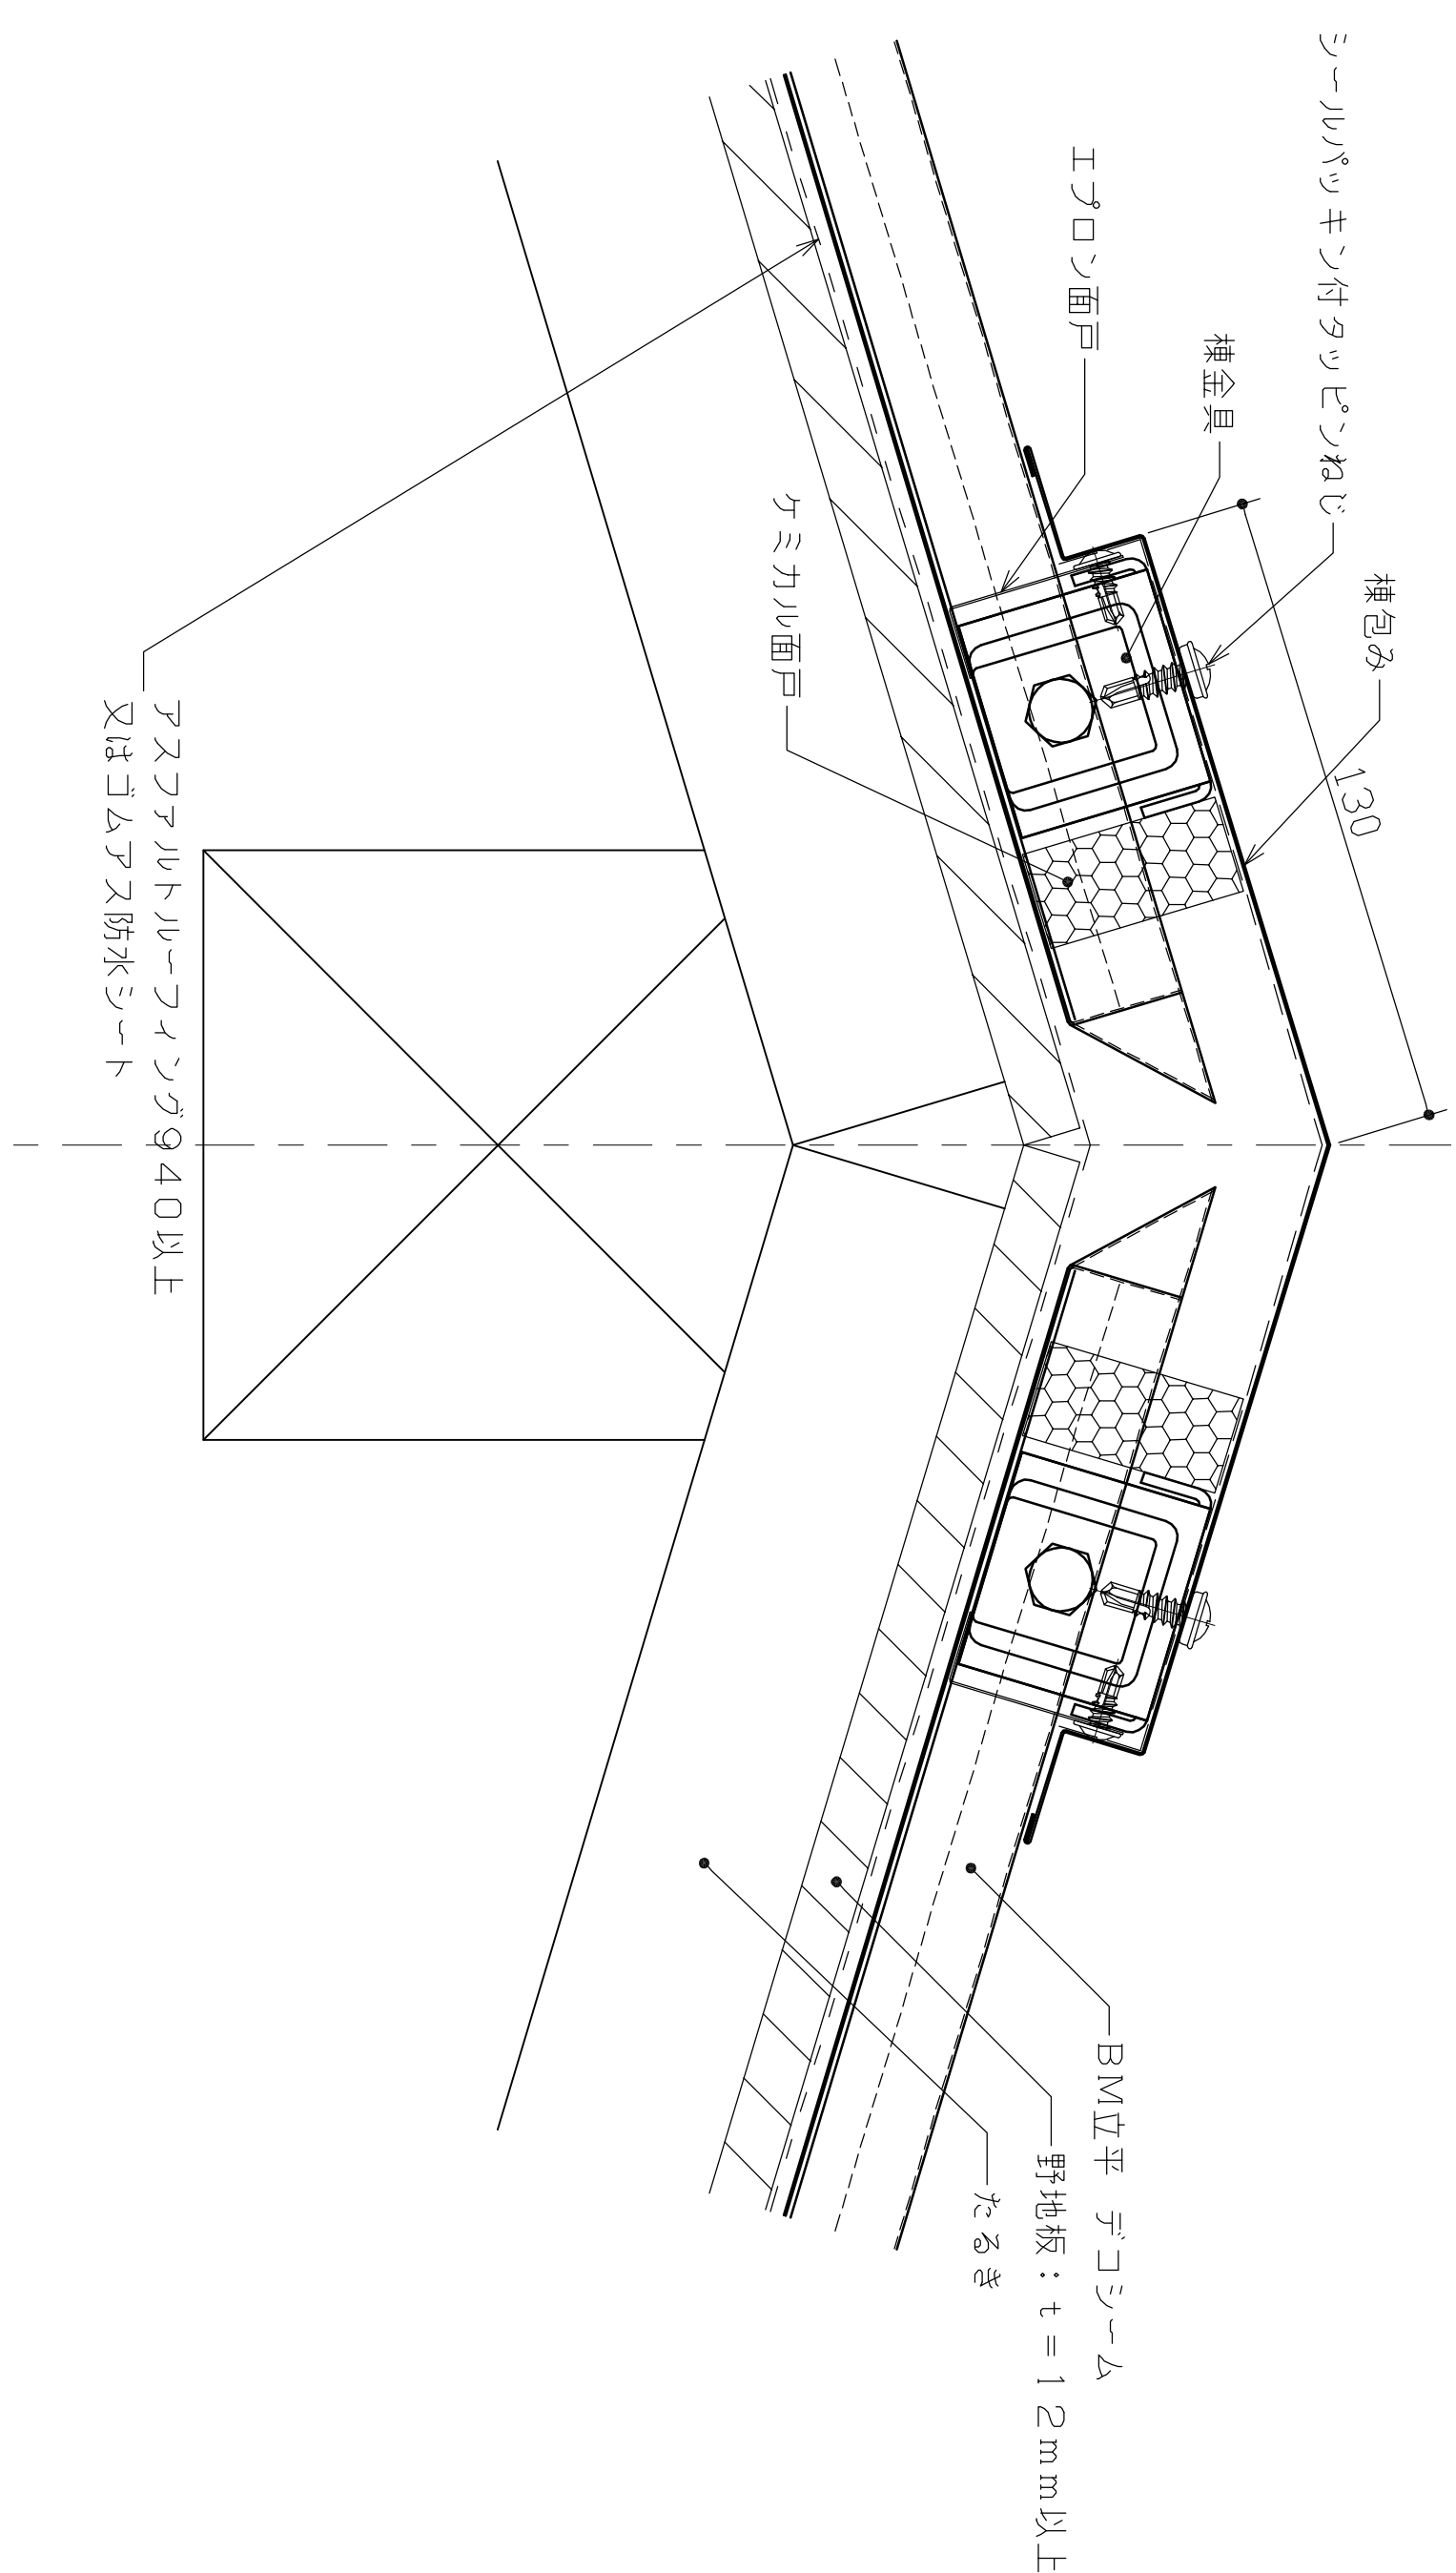 シールパッキン付タッピンねじ
棟包み
130
棟金具
エプロン面戸
ケミカル面戸
アスファルトルーフィング940以上
又はゴムアス防水シート
BM立平 デコシーム
野地板：t=12mm以上
たるき